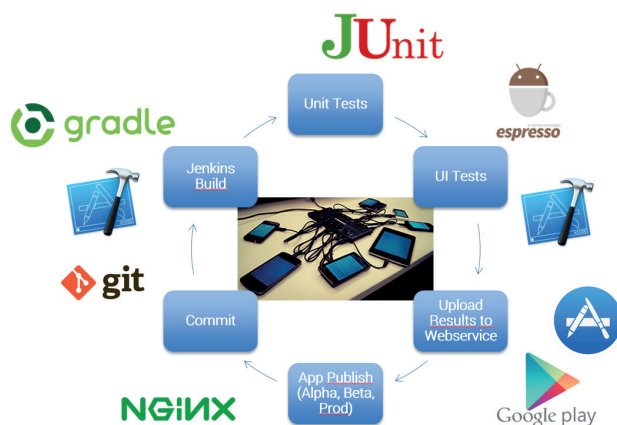 JUnit
Unit Tests
gradle
espresso
Jenkins
Build
UI Tests
git
Commit
Upload
Results to
Webservice
App Publish
(Alpha, Beta,
Prod)
NGINX
Google play